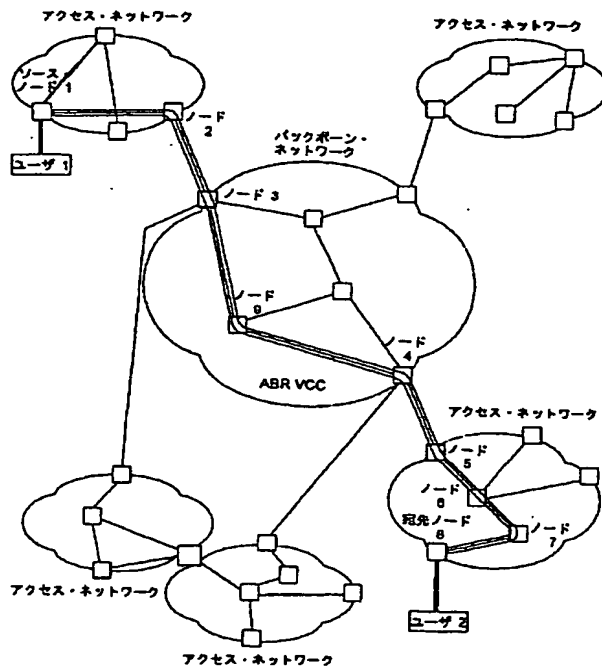 アクセス・ネットワーク
アクセス・ネットワーク
ソース・
ノード 1
ノード
2
ユーザ 1
バックボーン・
ネットワーク
ノード 3
ノード
9
ノード
4
ABR VCC
アクセス・ネットワーク
ノード
5
ノード
6
宛先ノード
8
ノード
7
アクセス・ネットワーク
ユーザ 2
アクセス・ネットワーク